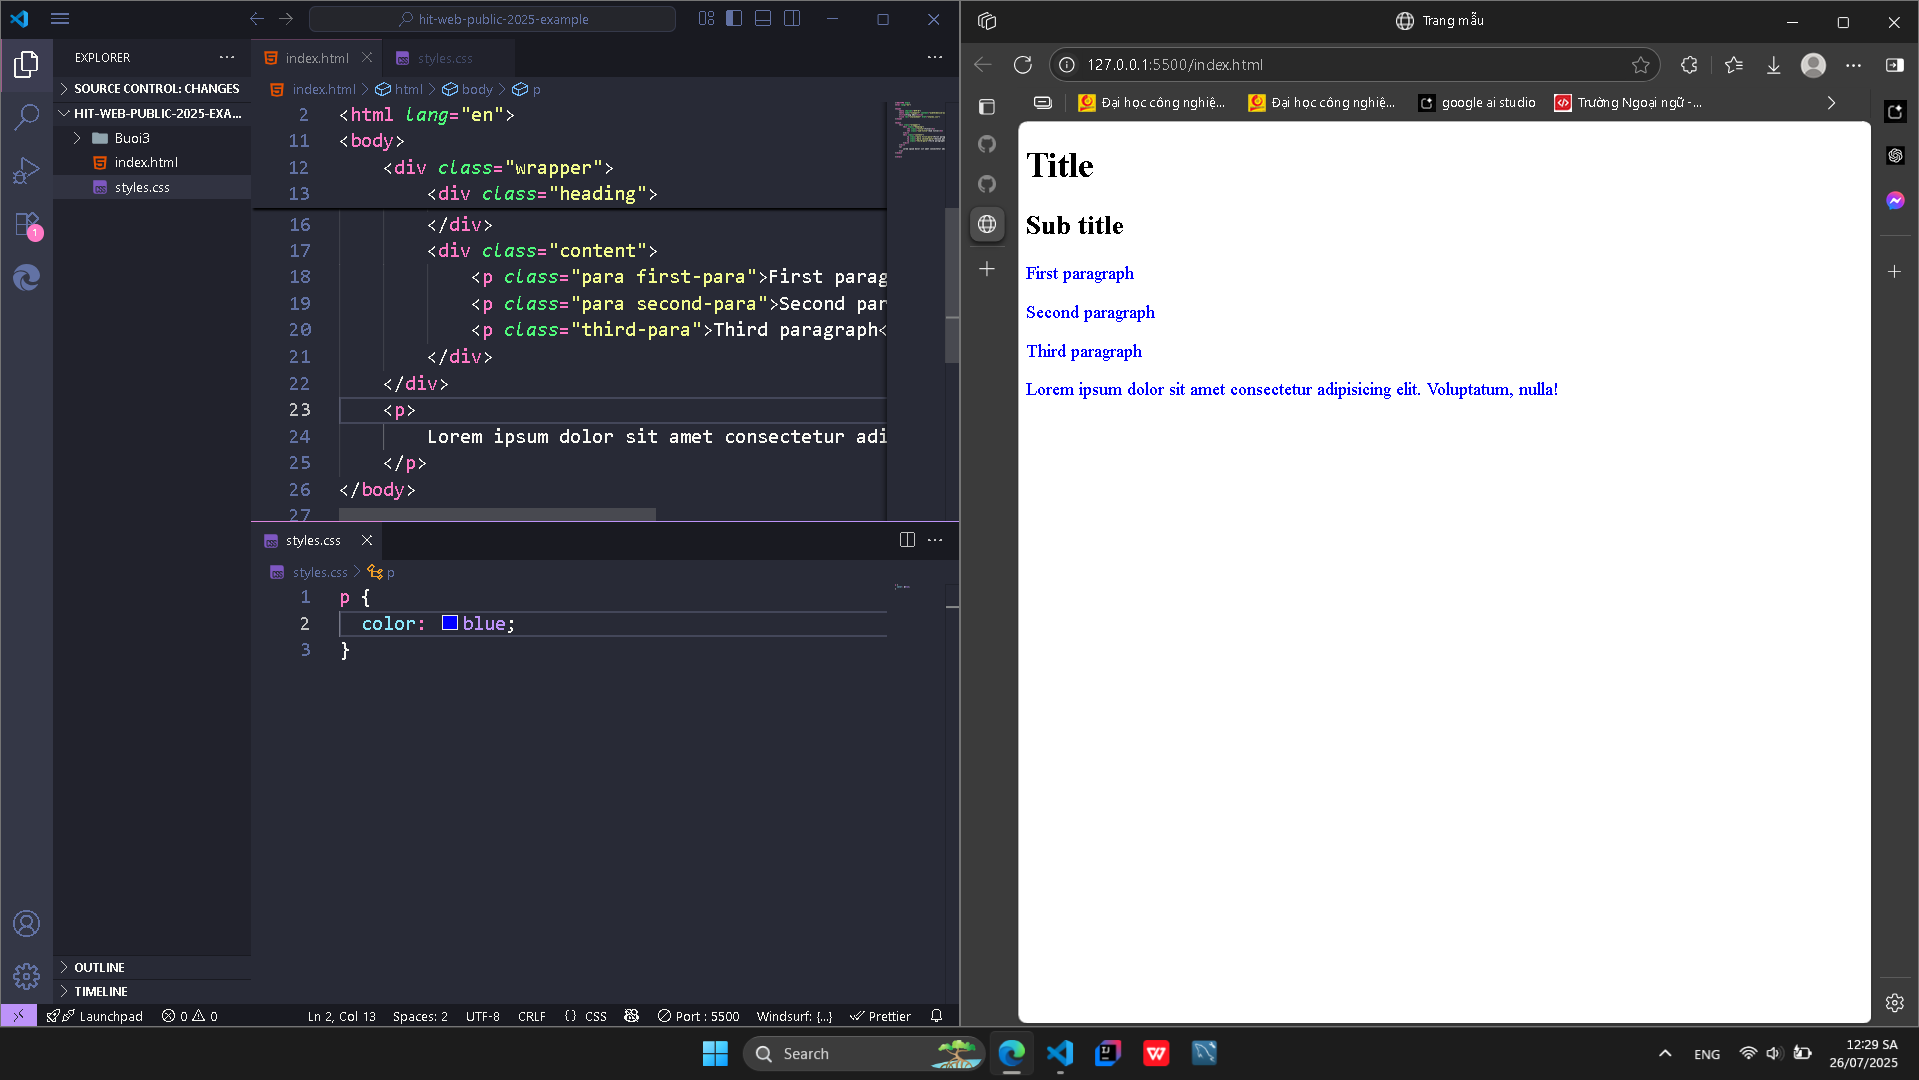 hit-web-public-2025-example
EXPLORER
SOURCE CONTROL: CHANGES
HIT-WEB-PUBLIC-2025-EXA...
Buoi3
index.html
styles.css
1
OUTLINE
TIMELINE
index.html
styles.css
index.html > html > body > p
2 <html lang="en">
11 <body>
12 <div class="wrapper">
13 <div class="heading">
16 </div>
17 <div class="content">
18 <p class="para first-para">First parag
19 <p class="para second-para">Second par
20 <p class="third-para">Third paragraph<
21 </div>
22 </div>
23 <p>
24 Lorem ipsum dolor sit amet consectetur adi
25 </p>
26 </body>
27
styles.css
styles.css > p
1 p {
2 color: blue;
3 }
Launchpad
0 0
Ln 2, Col 13
Spaces: 2
UTF-8
CRLF
{} CSS
Port : 5500
Windsurf: {...}
Prettier
Trang mẫu
127.0.0.1:5500/index.html
Đại học công nghiệ...
Đại học công nghiệ...
google ai studio
Trường Ngoại ngữ -...
Title
Sub title
First paragraph
Second paragraph
Third paragraph
Lorem ipsum dolor sit amet consectetur adipisicing elit. Voluptatum, nulla!
Search
ENG
12:29 SA
26/07/2025